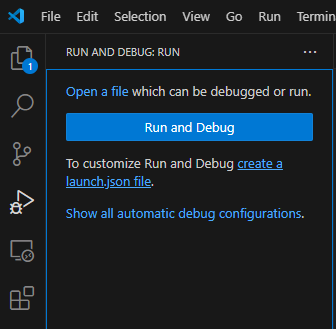 File Edit Selection View Go Run Termin
RUN AND DEBUG: RUN
1
Open a file which can be debugged or run.
Run and Debug
To customize Run and Debug create a
launch.json file.
Show all automatic debug configurations.